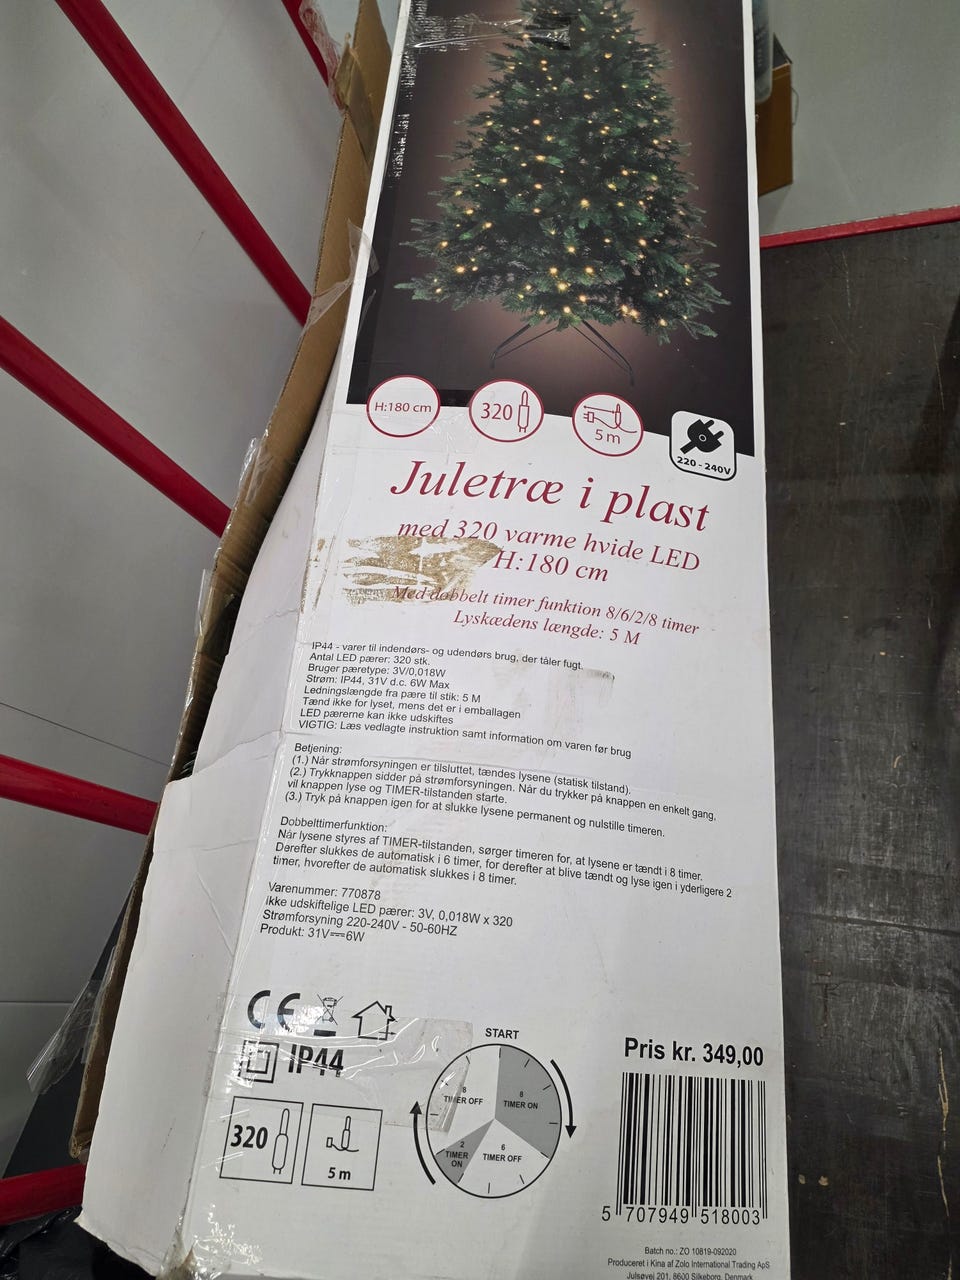 H:180 cm
320
5 m
220 - 240V
Juletræ i plast
med 320 varme hvide LED
H:180 cm
Med dobbelt timer funktion 8/6/2/8 timer
Lyskædens længde: 5 M
IP44 - varer til indendørs- og udendørs brug, der tåler fugt.
Antal LED pærer: 320 stk.
Bruger pæretype: 3V/0,018W
Strøm: IP44, 31V d.c. 6W Max
Ledningslængde fra pære til stik: 5 M
Tænd ikke for lyset, mens det er i emballagen
LED pærerne kan ikke udskiftes
VIGTIG: Læs vedlagte instruktion samt information om varen før brug
Betjening:
(1.) Når strømforsyningen er tilsluttet, tændes lysene (statisk tilstand).
(2.) Trykknappen sidder på strømforsyningen. Når du trykker på knappen en enkelt gang,
vil knappen lyse og TIMER-tilstanden starte.
(3.) Tryk på knappen igen for at slukke lysene permanent og nulstille timeren.
Dobbelttimerfunktion:
Når lysene styres af TIMER-tilstanden, sørger timeren for, at lysene er tændt i 8 timer.
Derefter slukkes de automatisk i 6 timer, for derefter at blive tændt og lyse igen i yderligere 2
timer, hvorefter de automatisk slukkes i 8 timer.
Varenummer: 770878
Ikke udskiftelige LED pærer: 3V, 0,018W x 320
Strømforsyning 220-240V - 50-60HZ
Produkt: 31V⎓6W
CE
IP44
320
5 m
START
8
TIMER OFF
8
TIMER ON
2
TIMER
ON
6
TIMER OFF
Pris kr. 349,00
5 707949 518003
Batch no.: ZO 10819-092020
Produceret i Kina af Zolo International Trading ApS
Julsøvej 201, 8600 Silkeborg, Denmark